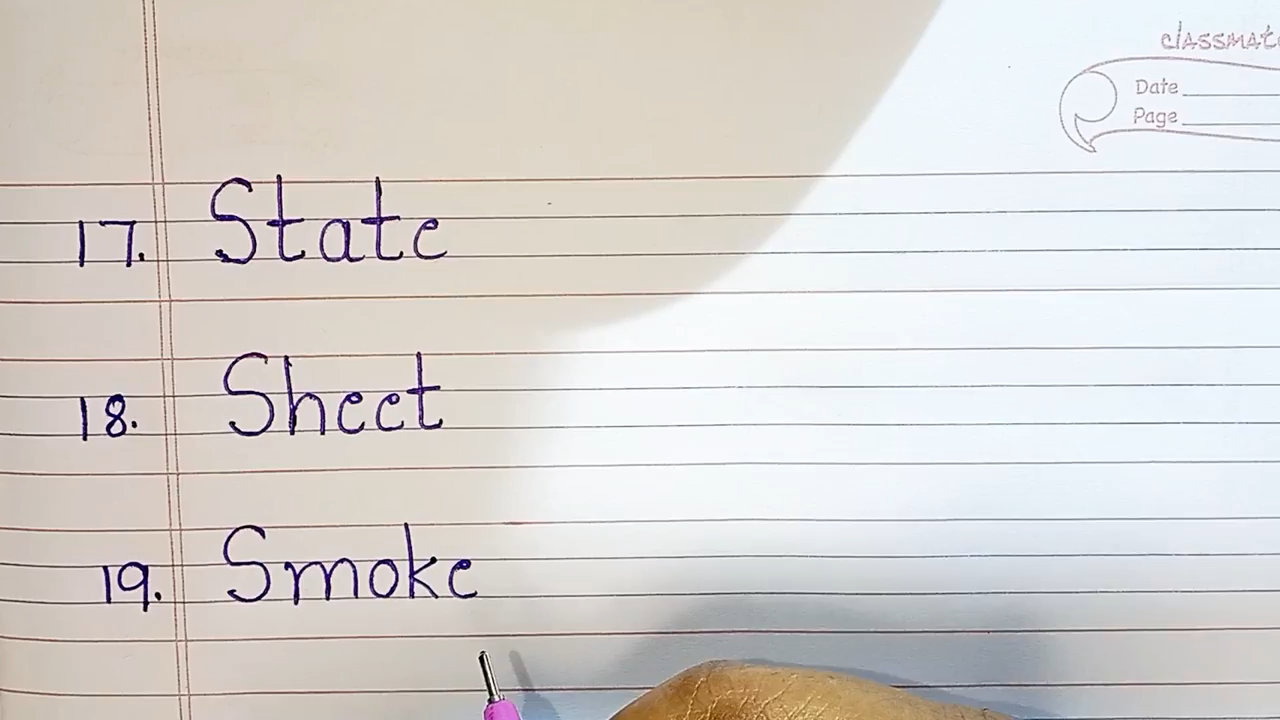 classmate
Date
Page
17. State
18. Sheet
19. Smoke